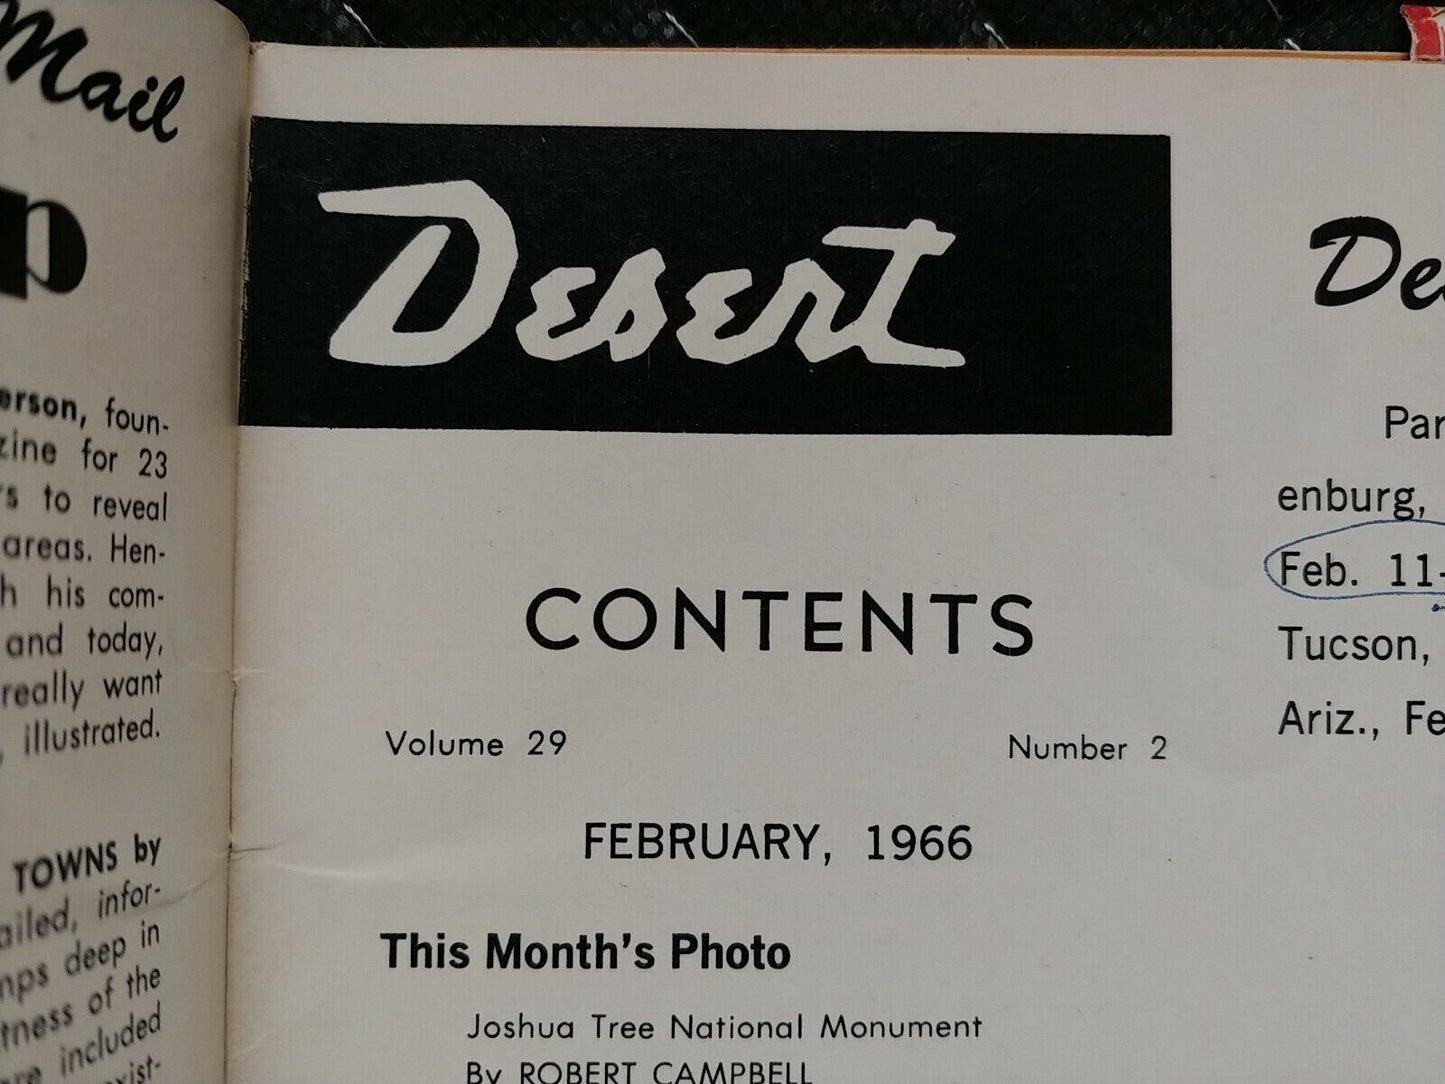 Mail
p
erson, foun-
zine for 23
rs to reveal
areas. Hen-
h his com-
and today,
really want
, illustrated.
TOWNS by
ailed, infor-
mps deep in
tness of the
re included
exist-
Desert
CONTENTS
Volume 29 Number 2
FEBRUARY, 1966
This Month's Photo
Joshua Tree National Monument
By ROBERT CAMPBELL
De
Par
enburg,
Feb. 11-
Tucson,
Ariz., Fe